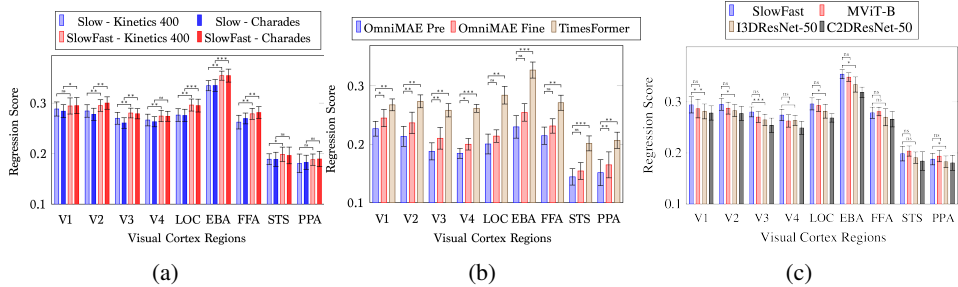 Slow - Kinetics 400 Slow - Charades
SlowFast - Kinetics 400 SlowFast - Charades
Regression Score
0.3
0.2
0.1
V1 V2 V3 V4 LOC EBA FFA STS PPA
Visual Cortex Regions
(a)
OmniMAE Pre OmniMAE Fine TimesFormer
Regression Score
0.3
0.2
0.1
V1 V2 V3 V4 LOC EBA FFA STS PPA
Visual Cortex Regions
(b)
SlowFast MViT-B
I3DResNet-50 C2DResNet-50
Regression Score
0.3
0.2
0.1
V1 V2 V3 V4 LOC EBA FFA STS PPA
Visual Cortex Regions
(c)